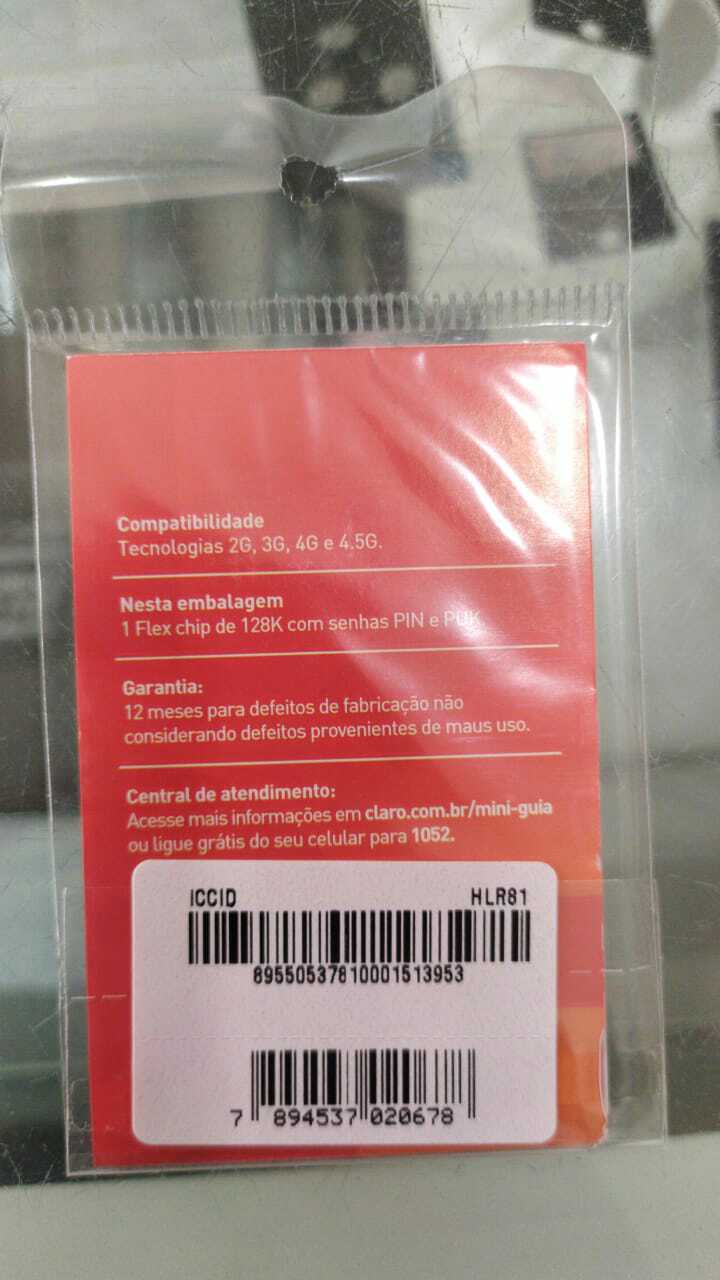 Compatibilidade
Tecnologias 2G, 3G, 4G e 4.5G.
Nesta embalagem
1 Flex chip de 128K com senhas PIN e PUK
Garantia:
12 meses para defeitos de fabricação não
considerando defeitos provenientes de maus uso.
Central de atendimento:
Acesse mais informações em claro.com.br/mini-guia
ou ligue grátis do seu celular para 1052.
ICCID HLR81
89550537810001513953
7 894537 020678